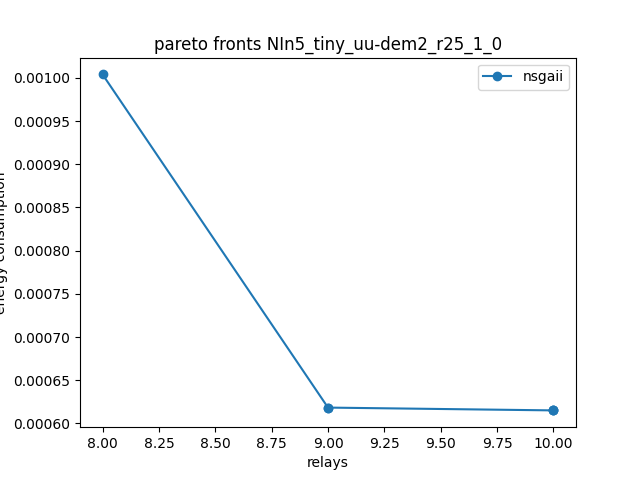 pareto fronts NIn5_tiny_uu-dem2_r25_1_0
nsgaii
0.00100
0.00095
0.00090
0.00085
0.00080
0.00075
0.00070
0.00065
0.00060
energy consumption
8.00 8.25 8.50 8.75 9.00 9.25 9.50 9.75 10.00
relays